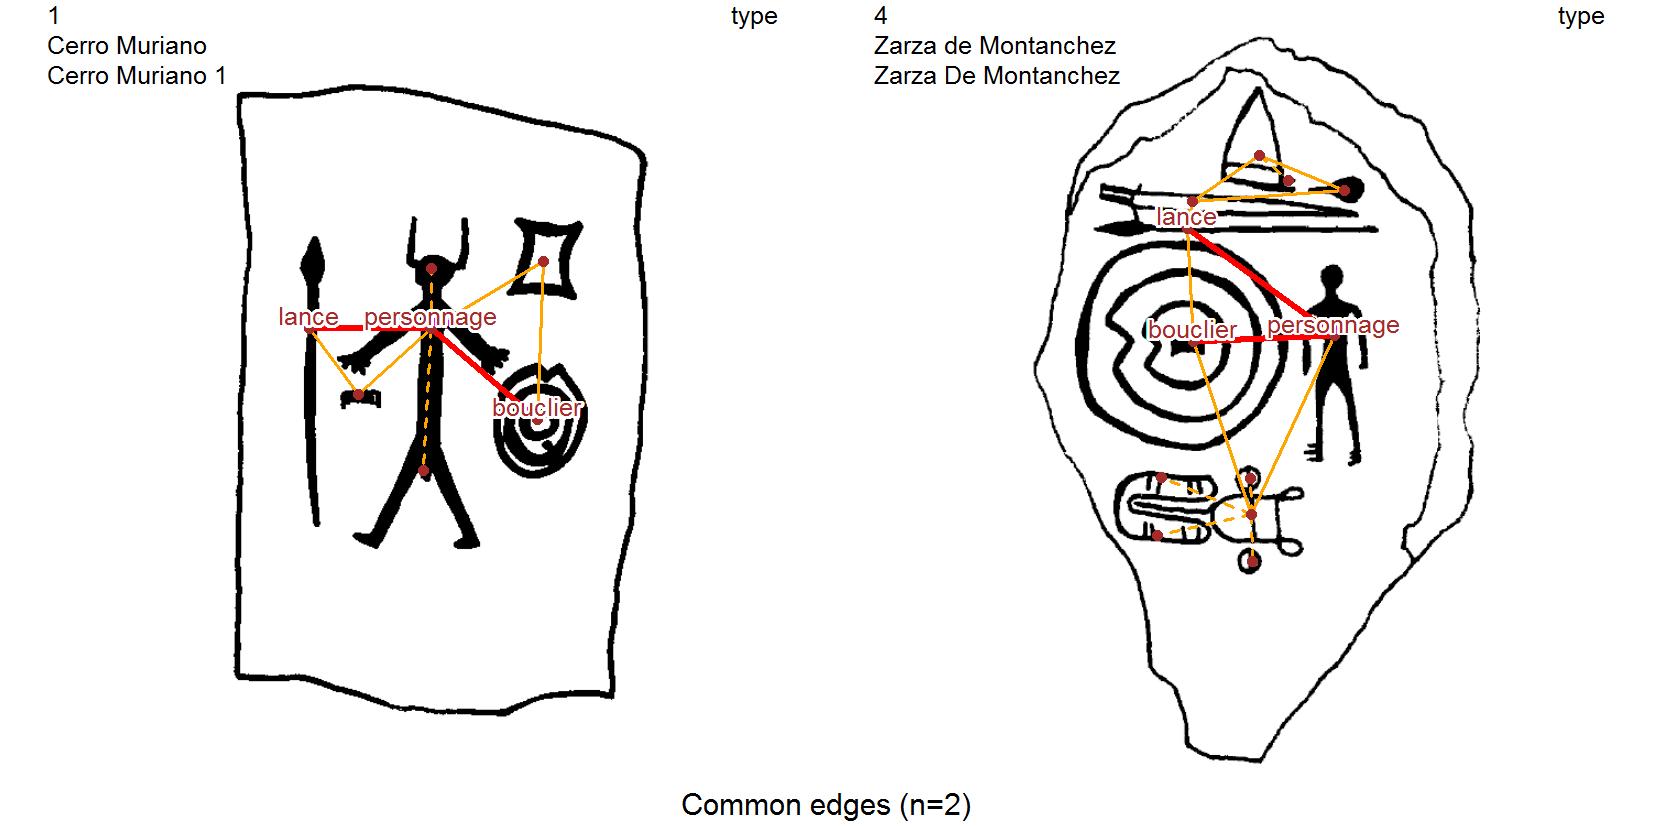 1
Cerro Muriano
Cerro Muriano 1
type
lance
personnage
bouclier
4
Zarza de Montanchez
Zarza De Montanchez
type
lance
bouclier
personnage
Common edges (n=2)